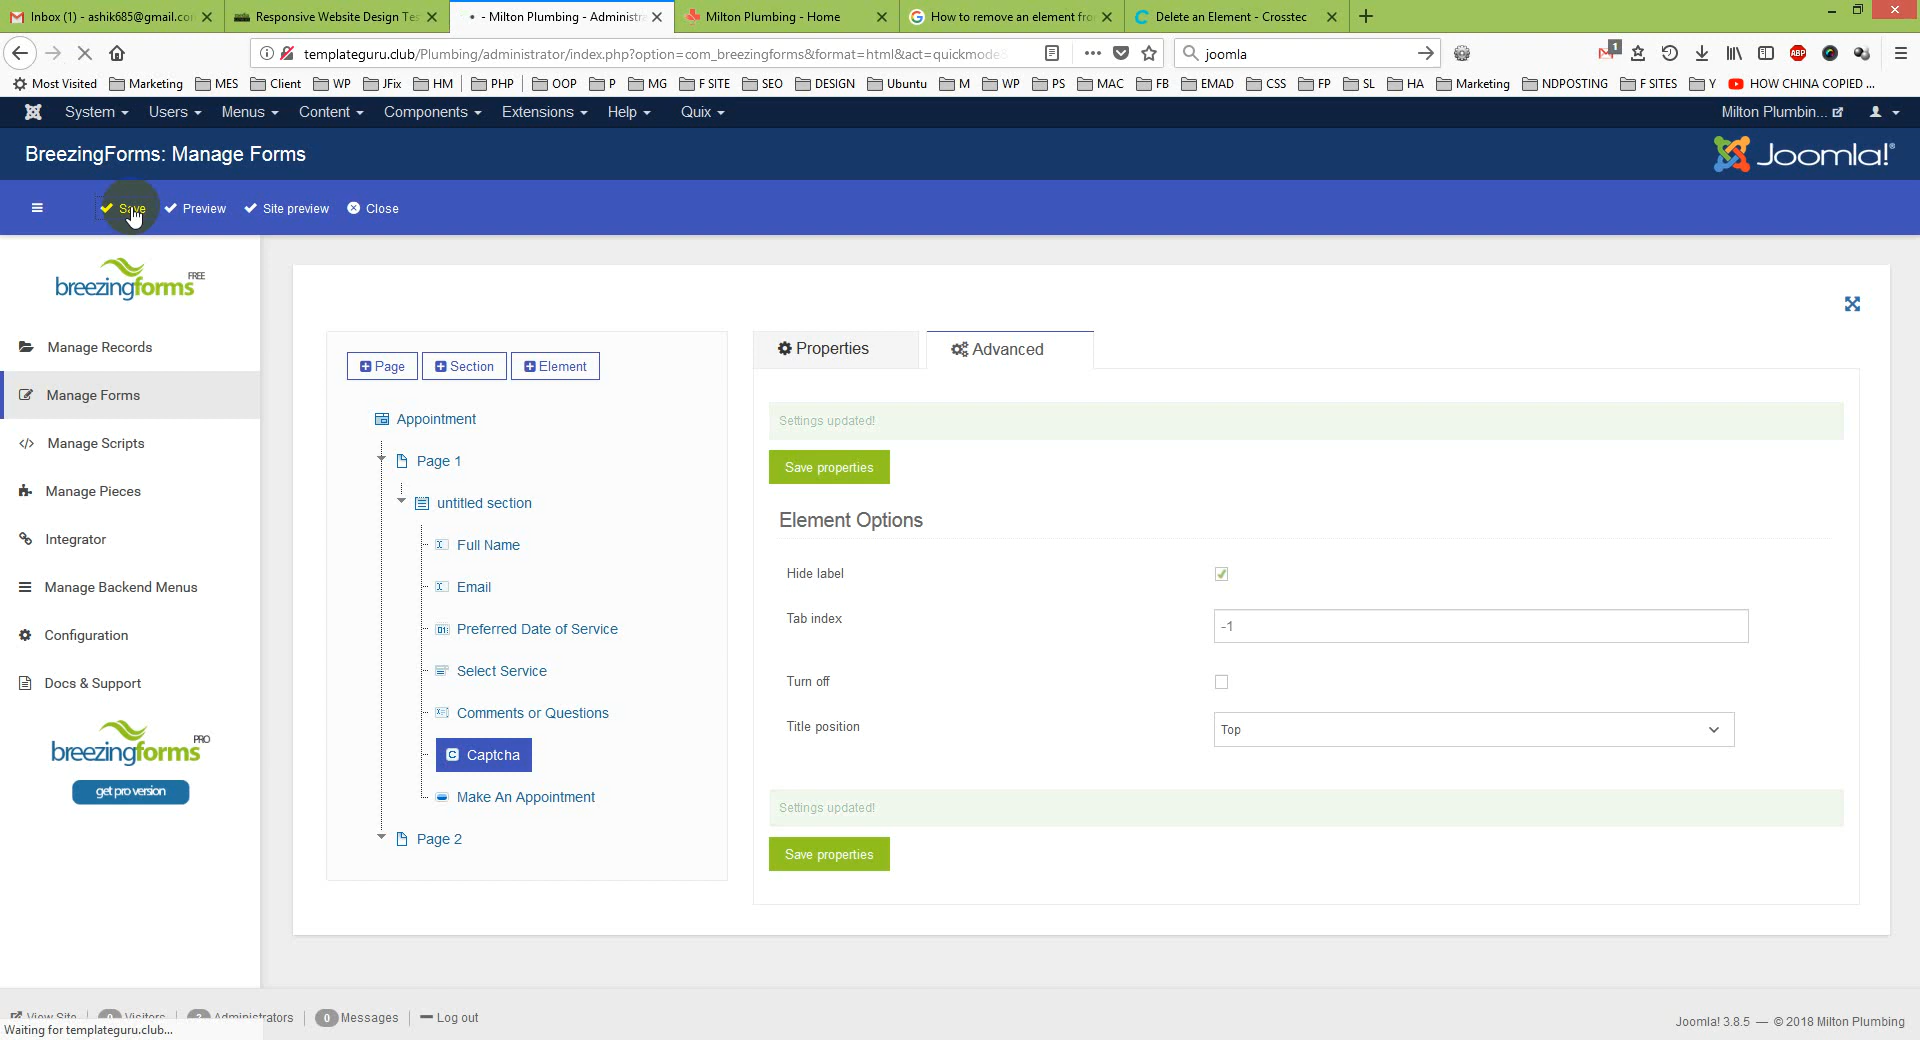 Inbox (1) - ashik685@gmail.co
Responsive Website Design Te
- Milton Plumbing - Administra
Milton Plumbing - Home
How to remove an element fro
Delete an Element - Crosstec
templateguru.club/Plumbing/administrator/index.php?option=com_breezingforms&format=html&act=quickmode&
joomla
1
ABP
Most Visited
Marketing
MES
Client
WP
JFix
HM
PHP
OOP
P
MG
F SITE
SEO
DESIGN
Ubuntu
M
WP
PS
MAC
FB
EMAD
CSS
FP
SL
HA
Marketing
NDPOSTING
F SITES
Y
HOW CHINA COPIED ...
System
Users
Menus
Content
Components
Extensions
Help
Quix
Milton Plumbin...
BreezingForms: Manage Forms
Joomla!®
Save
Preview
Site preview
Close
breezingforms FREE
Manage Records
Manage Forms
Manage Scripts
Manage Pieces
Integrator
Manage Backend Menus
Configuration
Docs & Support
breezingforms PRO
get pro version
Page
Section
Element
Appointment
Page 1
untitled section
Full Name
Email
Preferred Date of Service
Select Service
Comments or Questions
Captcha
Make An Appointment
Page 2
Properties
Advanced
Settings updated!
Save properties
Element Options
Hide label
Tab index
-1
Turn off
Title position
Top
Settings updated!
Save properties
View Site
0 Visitors
Administrators
0 Messages
Log out
Waiting for templateguru.club...
Joomla! 3.8.5 — © 2018 Milton Plumbing